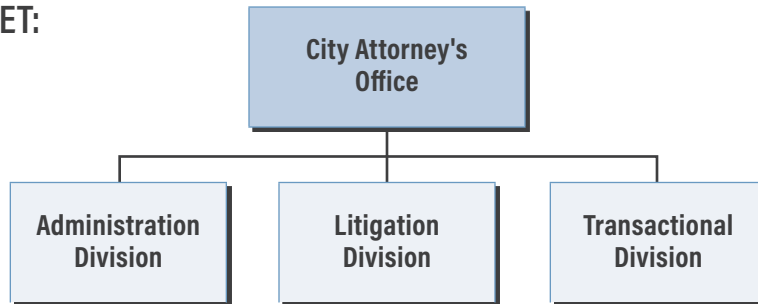 ET:
City Attorney's
Office
Administration
Division
Litigation
Division
Transactional
Division